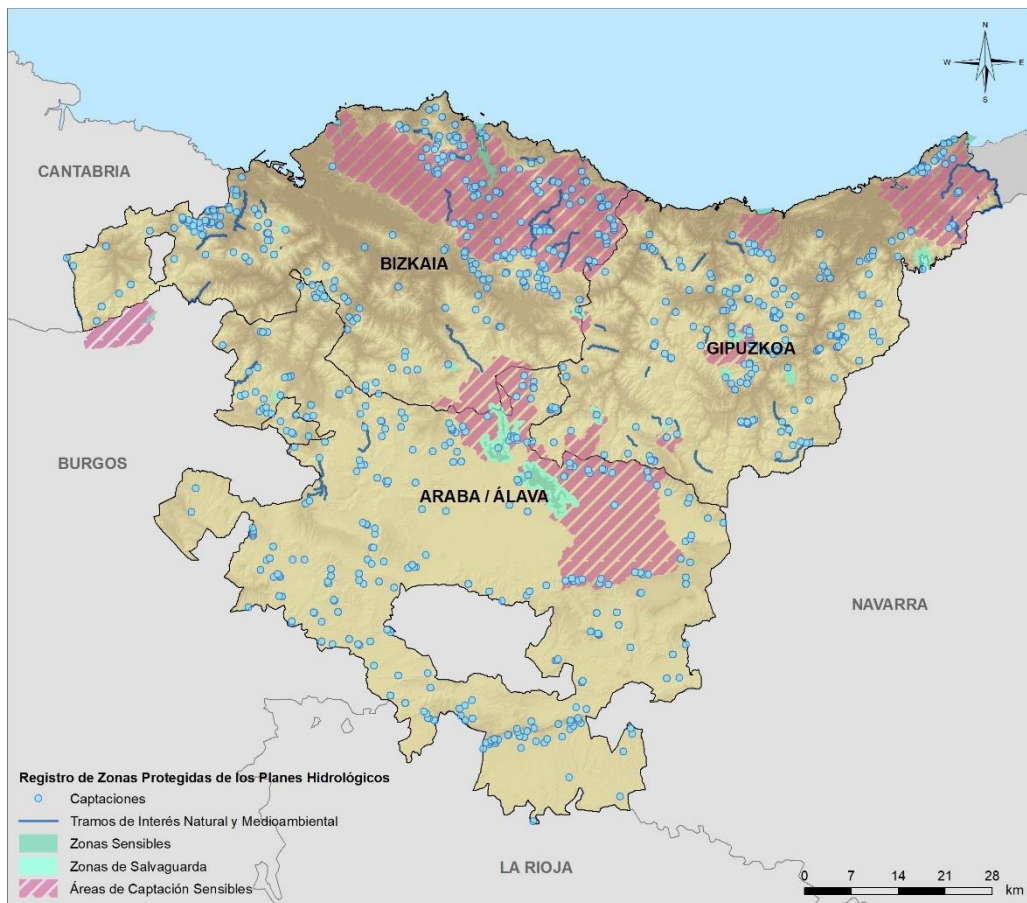 N
W E
S
CANTABRIA
BIZKAIA
GIPUZKOA
BURGOS
ARABA / ÁLAVA
NAVARRA
LA RIOJA
Registro de Zonas Protegidas de los Planes Hidrológicos
Captaciones
Tramos de Interés Natural y Medioambiental
Zonas Sensibles
Zonas de Salvaguarda
Áreas de Captación Sensibles
0 7 14 21 28
km